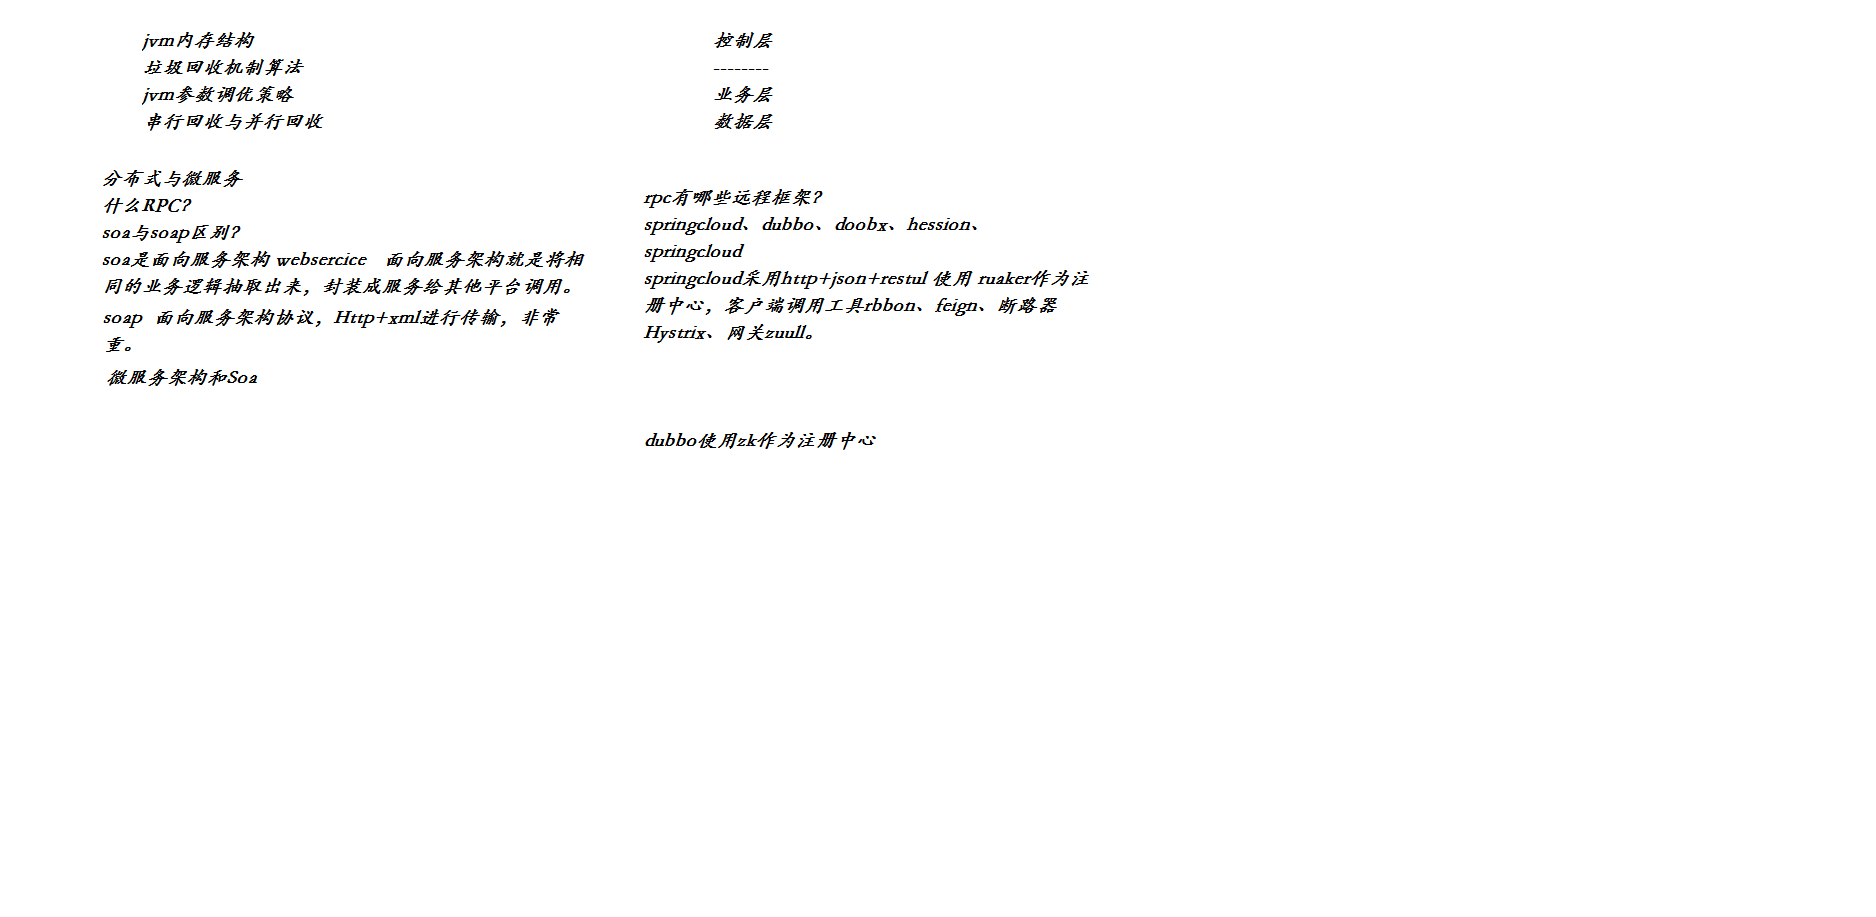 jvm内存结构
垃圾回收机制算法
jvm参数调优策略
串行回收与并行回收
控制层
--------
业务层
数据层
分布式与微服务
什么RPC?
soa与soap区别?
soa是面向服务架构 websercice 面向服务架构就是将相
同的业务逻辑抽取出来，封装成服务给其他平台调用。
soap 面向服务架构协议，Http+xml进行传输，非常
重。
微服务架构和Soa
rpc有哪些远程框架?
springcloud、dubbo、doobx、hession、
springcloud
springcloud采用http+json+restul 使用 ruaker作为注
册中心，客户端调用工具rbbon、feign、断路器
Hystrix、网关zuull。
dubbo使用zk作为注册中心